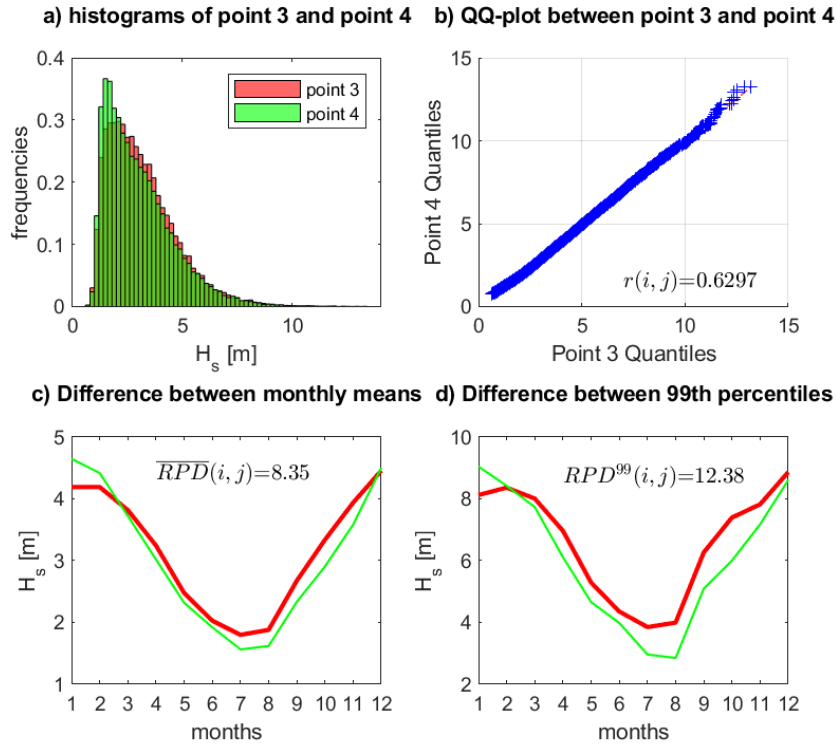 a) histograms of point 3 and point 4
0.4
0.3
0.2
0.1
0
frequencies
point 3
point 4
0 5 10
H_s [m]
b) QQ-plot between point 3 and point 4
15
10
5
0
Point 4 Quantiles
r(i, j)=0.6297
0 5 10 15
Point 3 Quantiles
c) Difference between monthly means
5
4
3
2
1
H_s [m]
\overline{RPD}(i, j)=8.35
1 2 3 4 5 6 7 8 9 10 11 12
months
d) Difference between 99th percentiles
10
8
6
4
2
H_s [m]
RPD^{99}(i, j)=12.38
1 2 3 4 5 6 7 8 9 10 11 12
months